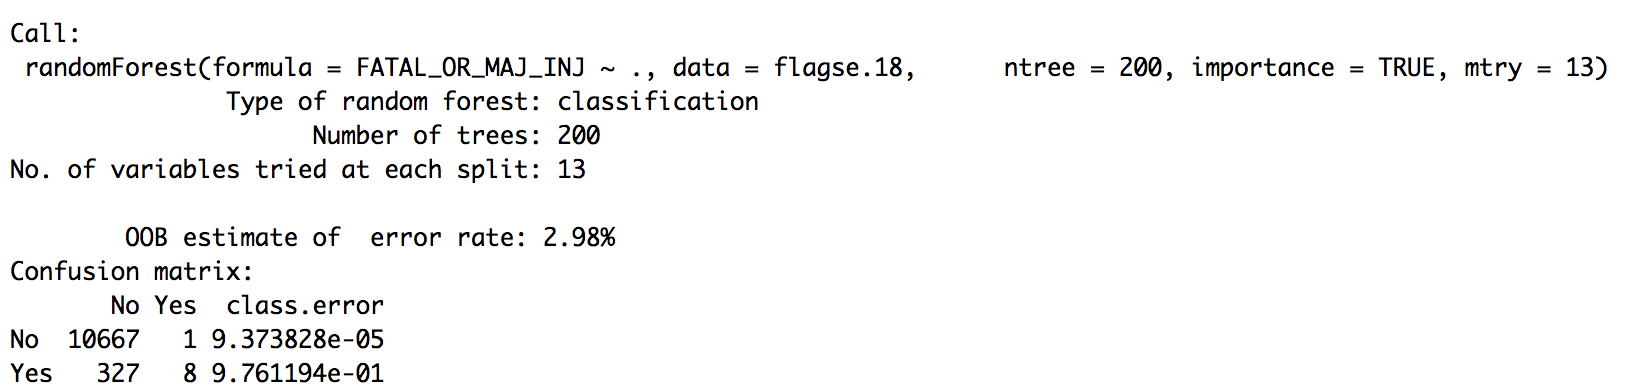 Call:
 randomForest(formula = FATAL_OR_MAJ_INJ ~ ., data = flagse.18,      ntree = 200, importance = TRUE, mtry = 13)
               Type of random forest: classification
                     Number of trees: 200
No. of variables tried at each split: 13

        OOB estimate of  error rate: 2.98%
Confusion matrix:
       No Yes  class.error
No  10667   1 9.373828e-05
Yes   327   8 9.761194e-01